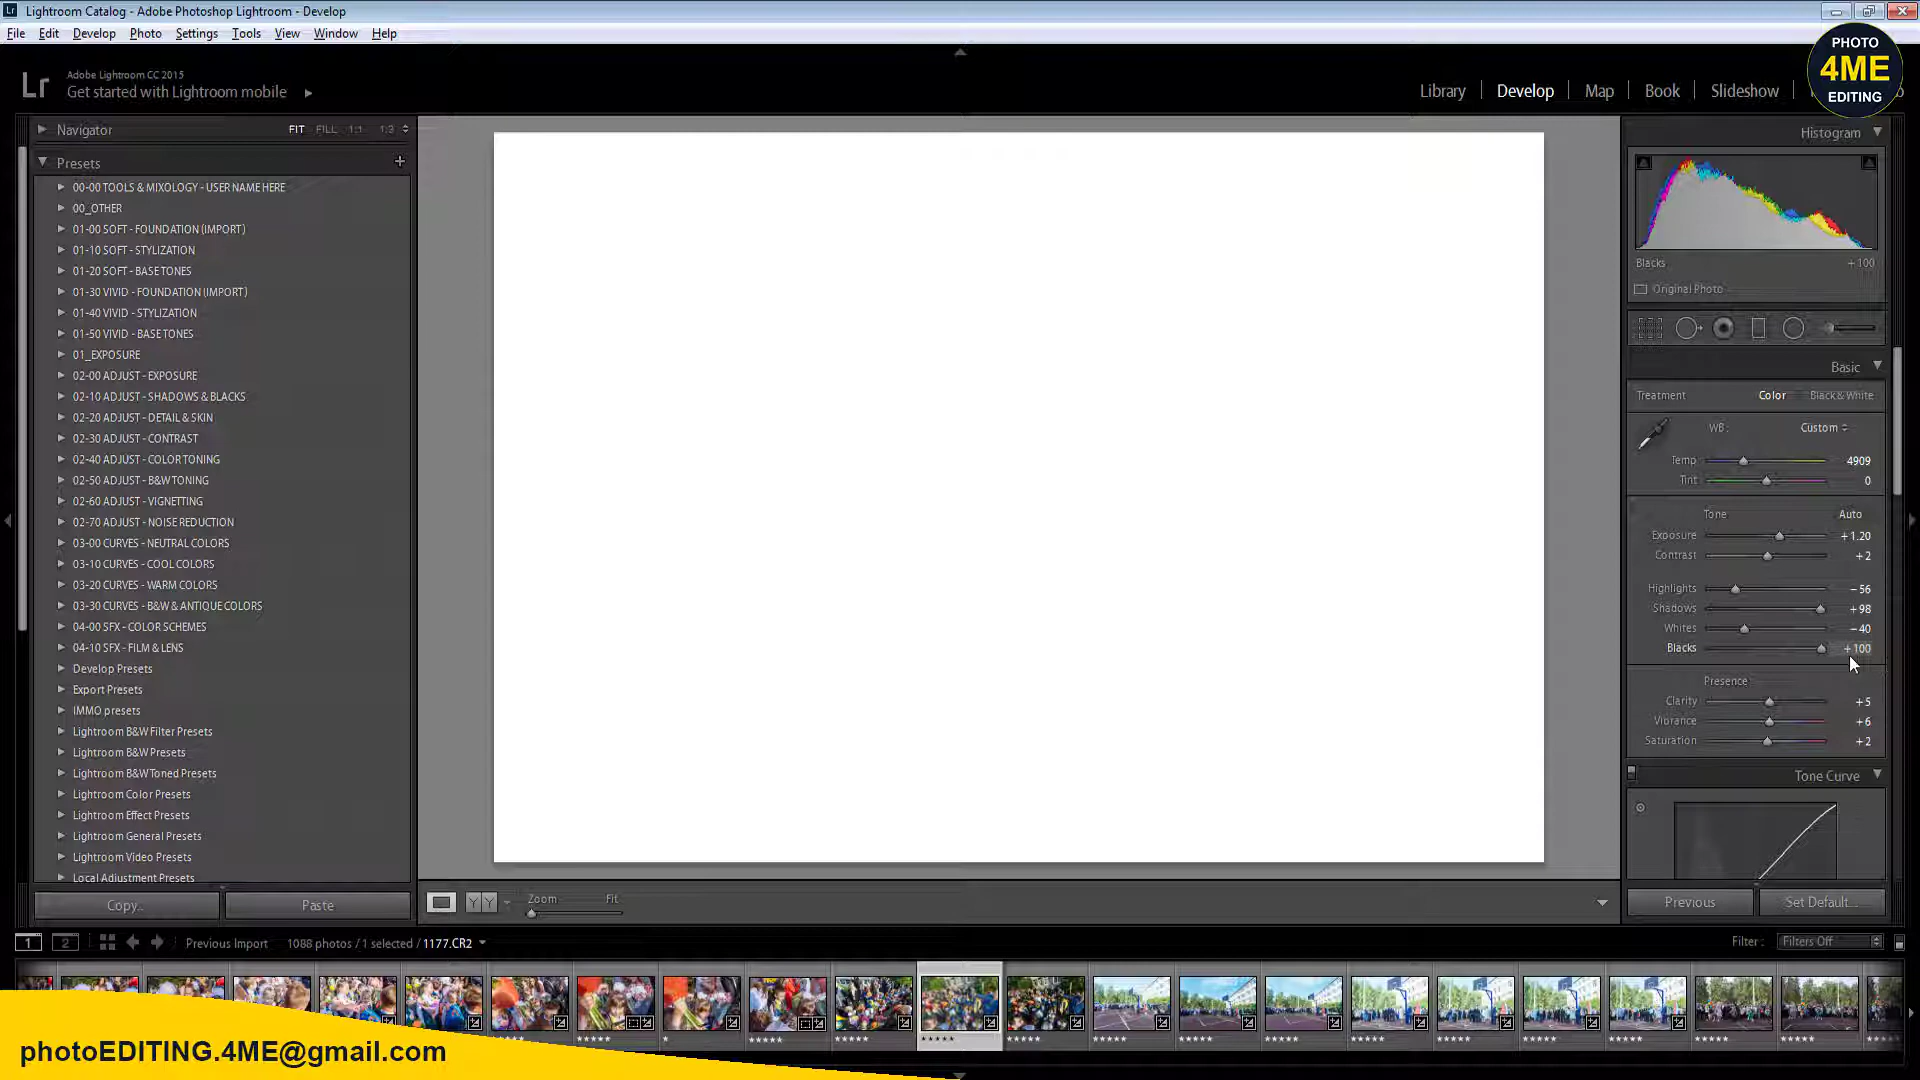 Lightroom Catalog - Adobe Photoshop Lightroom - Develop
File Edit Develop Photo Settings Tools View Window Help
PHOTO
4ME
EDITING
Adobe Lightroom CC 2015
Get started with Lightroom mobile
Library Develop Map Book Slideshow
Navigator FIT FILL 1:1 1:3
Presets
00-00 TOOLS & MIXOLOGY - USER NAME HERE
00_OTHER
01-00 SOFT - FOUNDATION (IMPORT)
01-10 SOFT - STYLIZATION
01-20 SOFT - BASE TONES
01-30 VIVID - FOUNDATION (IMPORT)
01-40 VIVID - STYLIZATION
01-50 VIVID - BASE TONES
01_EXPOSURE
02-00 ADJUST - EXPOSURE
02-10 ADJUST - SHADOWS & BLACKS
02-20 ADJUST - DETAIL & SKIN
02-30 ADJUST - CONTRAST
02-40 ADJUST - COLOR TONING
02-50 ADJUST - B&W TONING
02-60 ADJUST - VIGNETTING
02-70 ADJUST - NOISE REDUCTION
03-00 CURVES - NEUTRAL COLORS
03-10 CURVES - COOL COLORS
03-20 CURVES - WARM COLORS
03-30 CURVES - B&W & ANTIQUE COLORS
04-00 SFX - COLOR SCHEMES
04-10 SFX - FILM & LENS
Develop Presets
Export Presets
IMMO presets
Lightroom B&W Filter Presets
Lightroom B&W Presets
Lightroom B&W Toned Presets
Lightroom Color Presets
Lightroom Effect Presets
Lightroom General Presets
Lightroom Video Presets
Local Adjustment Presets
Copy... Paste
Zoom Fit
Histogram
Blacks +100
Original Photo
Basic
Treatment Color Black & White
WB: Custom
Temp 4909
Tint 0
Tone Auto
Exposure +1.20
Contrast +2
Highlights -56
Shadows +98
Whites -40
Blacks +100
Presence
Clarity +5
Vibrance +6
Saturation +2
Tone Curve
Previous Set Default...
1 2 Previous Import 1088 photos / 1 selected / 1177.CR2 Filter: Filters Off
photoEDITING.4ME@gmail.com